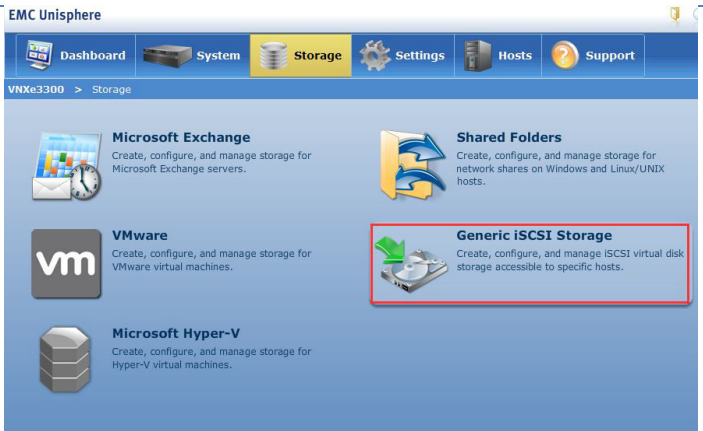 EMC Unisphere
Dashboard System Storage Settings Hosts Support
VNXe3300 > Storage
Microsoft Exchange
Create, configure, and manage storage for
Microsoft Exchange servers.
Shared Folders
Create, configure, and manage storage for
network shares on Windows and Linux/UNIX
hosts.
vm
VMware
Create, configure, and manage storage for
VMware virtual machines.
Generic iSCSI Storage
Create, configure, and manage iSCSI virtual disk
storage accessible to specific hosts.
Microsoft Hyper-V
Create, configure, and manage storage for
Hyper-V virtual machines.